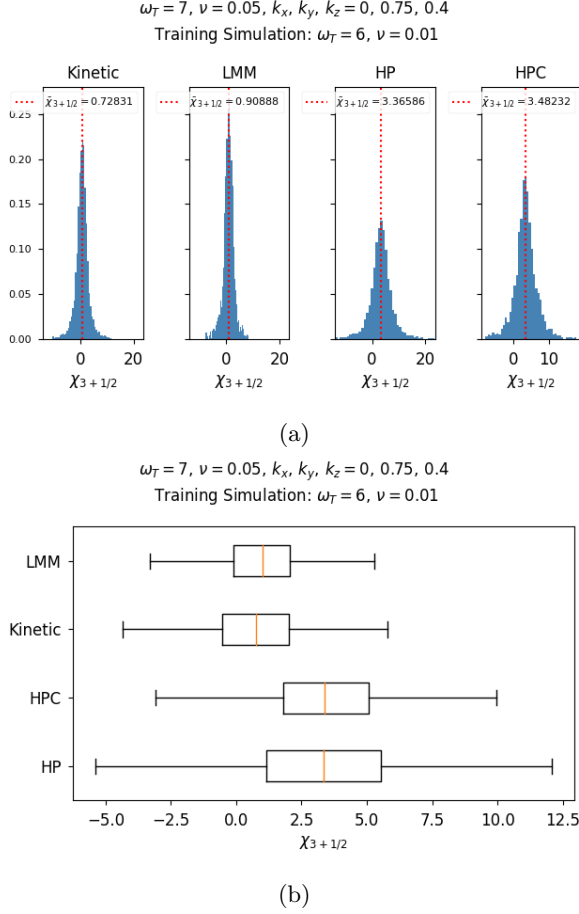 ω_T = 7, ν = 0.05, k_x, k_y, k_z = 0, 0.75, 0.4
Training Simulation: ω_T = 6, ν = 0.01
Kinetic LMM HP HPC
χ̄_{3+1/2} = 0.72831 χ̄_{3+1/2} = 0.90888 χ̄_{3+1/2} = 3.36586 χ̄_{3+1/2} = 3.48232
0.25
0.20
0.15
0.10
0.05
0.00
0 20 0 20 0 20 0 10
χ_{3+1/2} χ_{3+1/2} χ_{3+1/2} χ_{3+1/2}
(a)
ω_T = 7, ν = 0.05, k_x, k_y, k_z = 0, 0.75, 0.4
Training Simulation: ω_T = 6, ν = 0.01
LMM
Kinetic
HPC
HP
−5.0 −2.5 0.0 2.5 5.0 7.5 10.0 12.5
χ_{3+1/2}
(b)